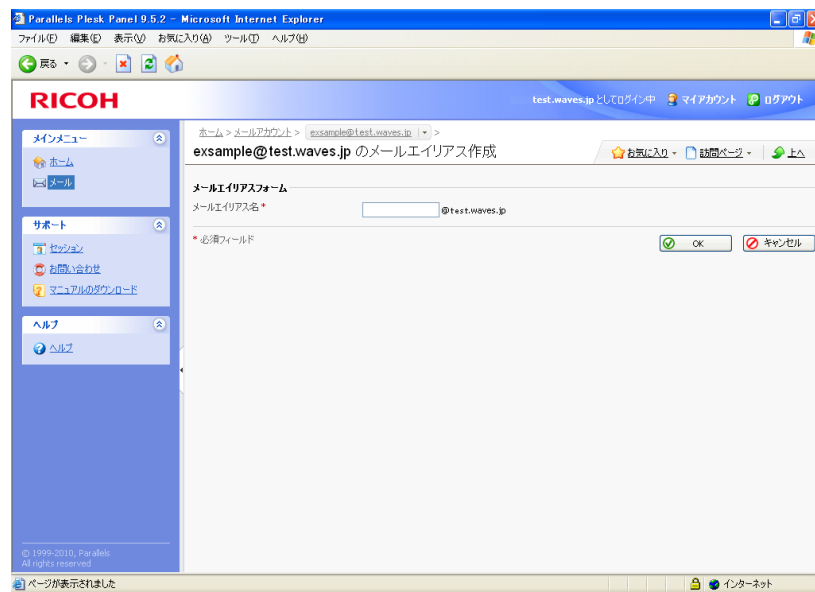 Parallels Plesk Panel 9.5.2 - Microsoft Internet Explorer
ファイル(F) 編集(E) 表示(V) お気に入り(A) ツール(T) ヘルプ(H)
戻る
RICOH
test.waves.jp としてログイン中 マイアカウント ログアウト
メインメニュー
ホーム
メール
サポート
セッション
お問い合わせ
マニュアルのダウンロード
ヘルプ
ヘルプ
© 1999-2010, Parallels
All rights reserved
ホーム > メールアカウント > exsample@test.waves.jp >
exsample@test.waves.jp のメールエイリアス作成
お気に入り 訪問ページ 上へ
メールエイリアスフォーム
メールエイリアス名 * @test.waves.jp
* 必須フィールド
OK キャンセル
ページが表示されました インターネット